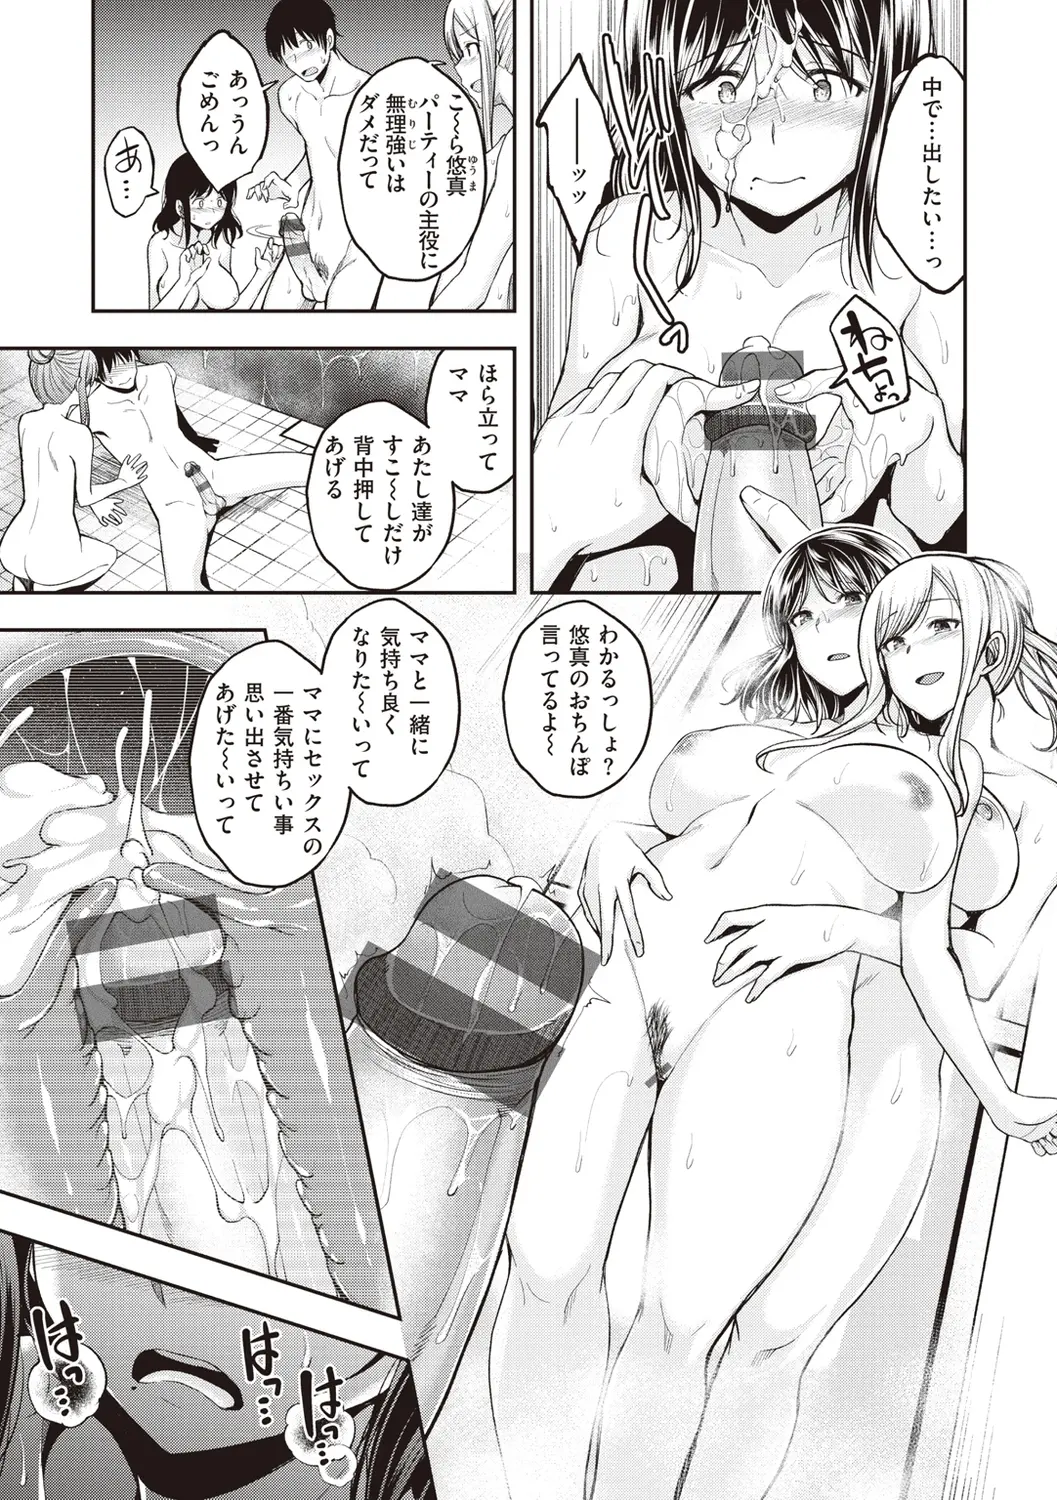 中で…出したい…っ
ねちょっ
――ッッ
こ〜〜ら悠真
ゆうま
パーティーの主役に
無理強いは
むりじ
ダメだって
あっうん
ごめんっ
あ…
ほら立って
ママ
あたし達が
すこ〜〜しだけ
背中押して
あげる
わかるっしょ?
悠真のおちんぽ
言ってるよ〜
ママと一緒に
気持ち良く
なりた〜いって
ママにセックスの
一番気持ちい事
思い出させて
あげた〜いって
はっ…
はっ…
はっ…